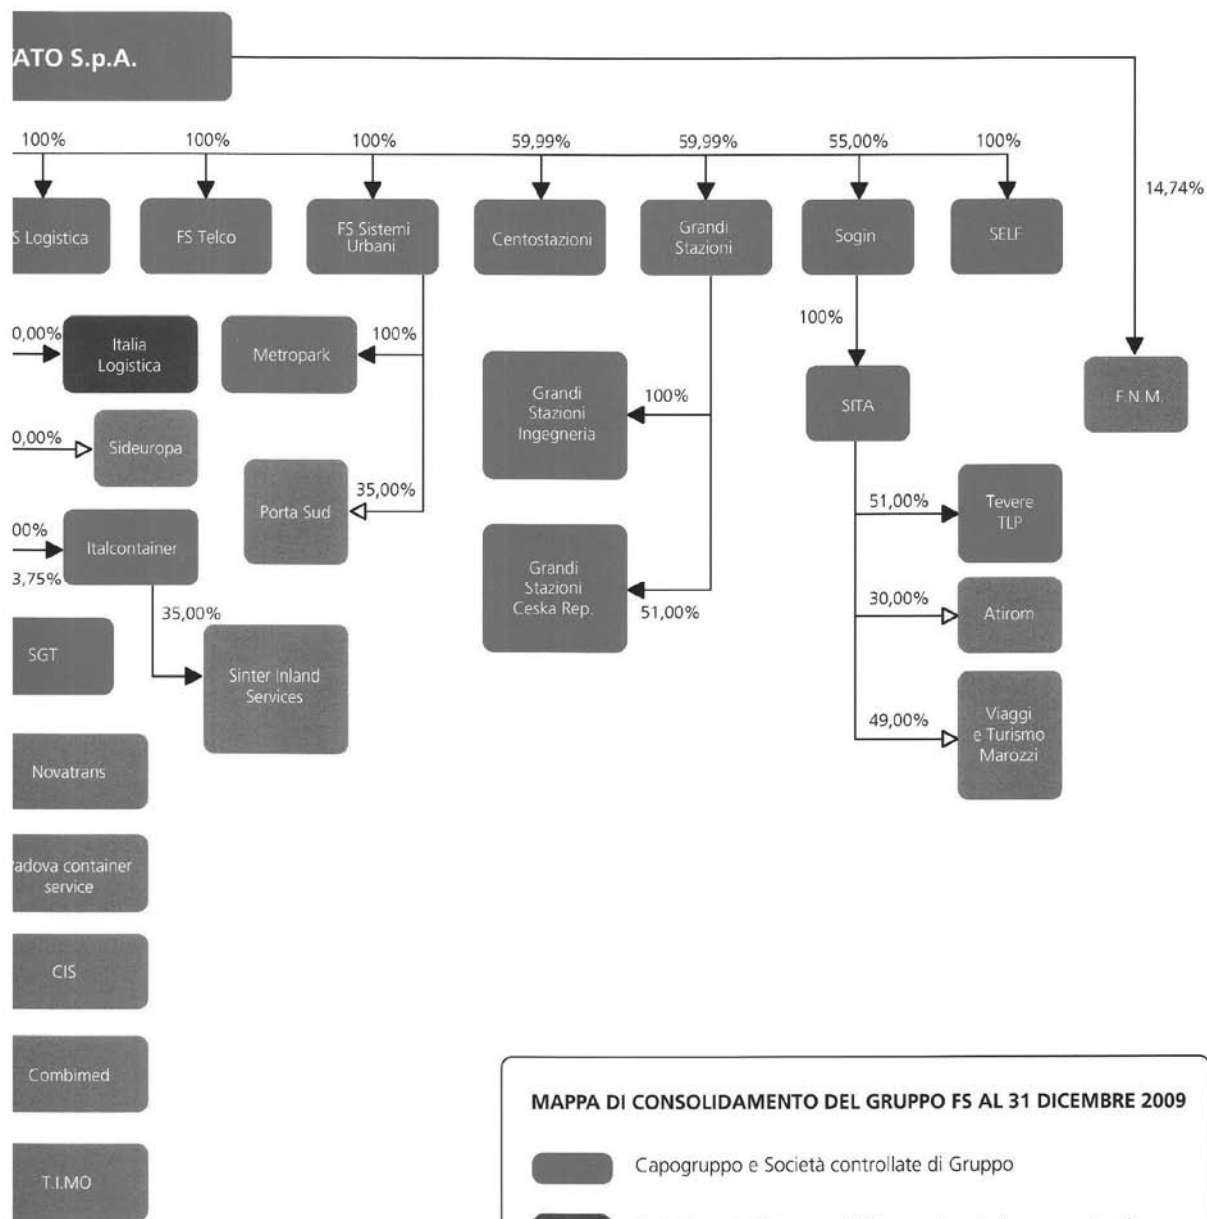 TATO S.p.A.
100%
100%
100%
59,99%
59,99%
55,00%
100%
14,74%
S Logistica
FS Telco
FS Sistemi
Urbani
Centostazioni
Grandi
Stazioni
Sogin
SELF
0,00%
Italia
Logistica
Metropark
100%
100%
Grandi
Stazioni
Ingegneria
100%
SITA
F.N.M.
0,00%
Sideuropa
Porta Sud
35,00%
51,00%
Tevere
TLP
00%
3,75%
Italcontainer
35,00%
Grandi
Stazioni
Ceska Rep.
51,00%
30,00%
Atirom
SGT
Sinter Inland
Services
49,00%
Viaggi
e Turismo
Marozzi
Novatrans
adova container
service
CIS
Combimed
T.I.MO
MAPPA DI CONSOLIDAMENTO DEL GRUPPO FS AL 31 DICEMBRE 2009
Capogruppo e Società controllate di Gruppo